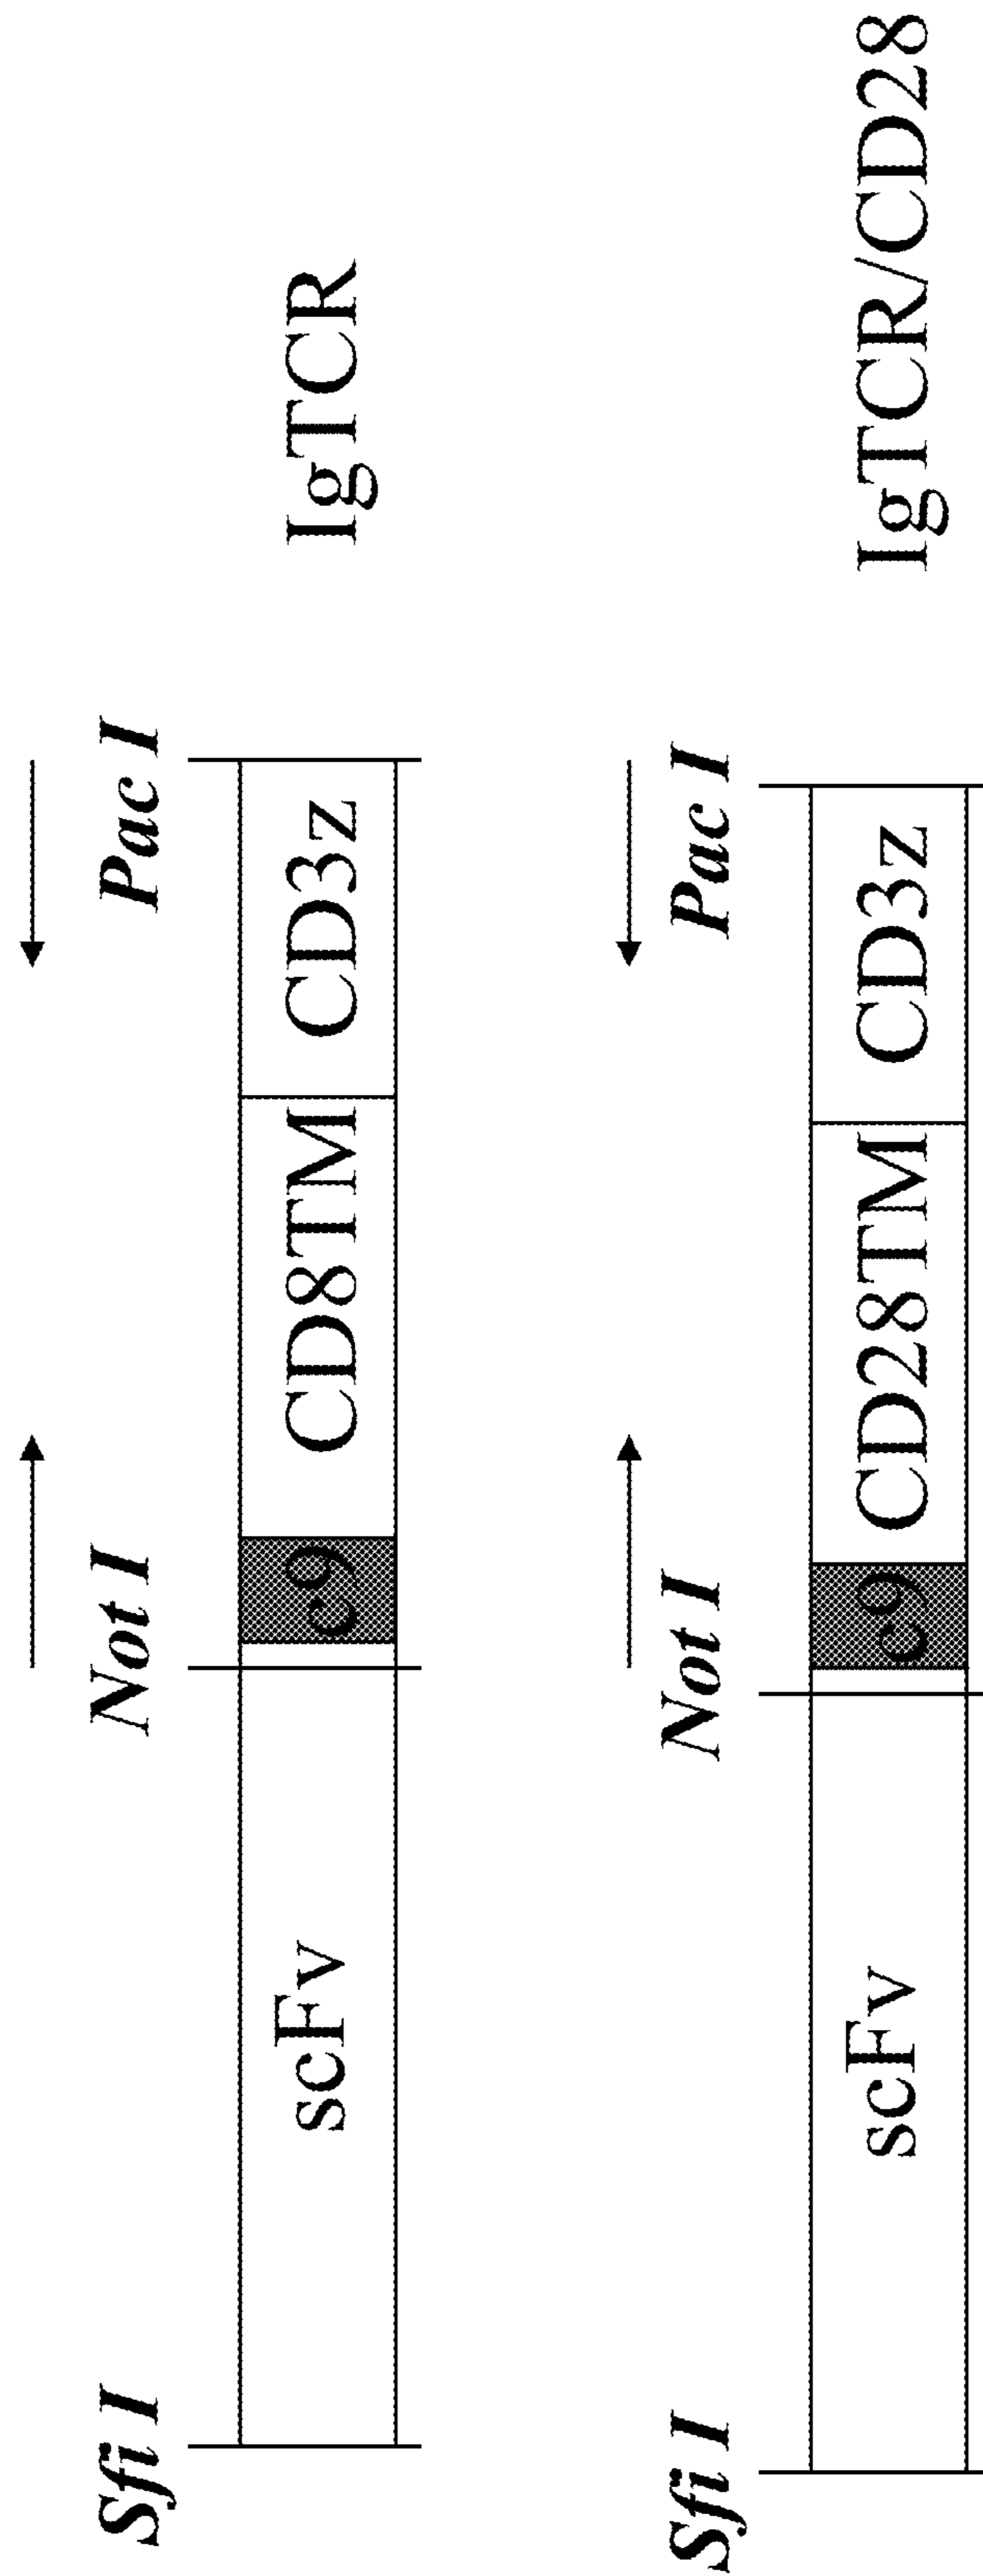 Sfi I Not I Pac I
scFv c9 CD8TM CD3z IgTCR
Sfi I Not I Pac I
scFv c9 CD28TM CD3z IgTCR/CD28